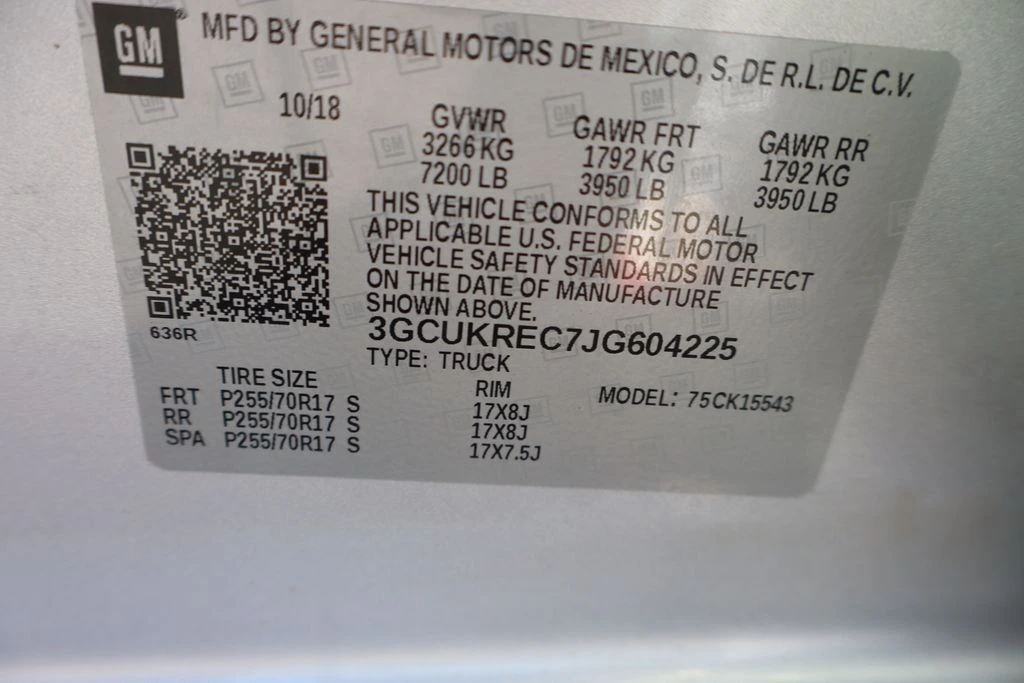 GM
MFD BY GENERAL MOTORS DE MEXICO, S. DE R.L. DE C.V.
10/18
GVWR
3266 KG
7200 LB
GAWR FRT
1792 KG
3950 LB
GAWR RR
1792 KG
3950 LB
THIS VEHICLE CONFORMS TO ALL
APPLICABLE U.S. FEDERAL MOTOR
VEHICLE SAFETY STANDARDS IN EFFECT
ON THE DATE OF MANUFACTURE
SHOWN ABOVE.
636R
3GCUKREC7JG604225
TYPE: TRUCK
TIRE SIZE RIM MODEL: 75CK15543
FRT P255/70R17 S 17X8J
RR P255/70R17 S 17X8J
SPA P255/70R17 S 17X7.5J